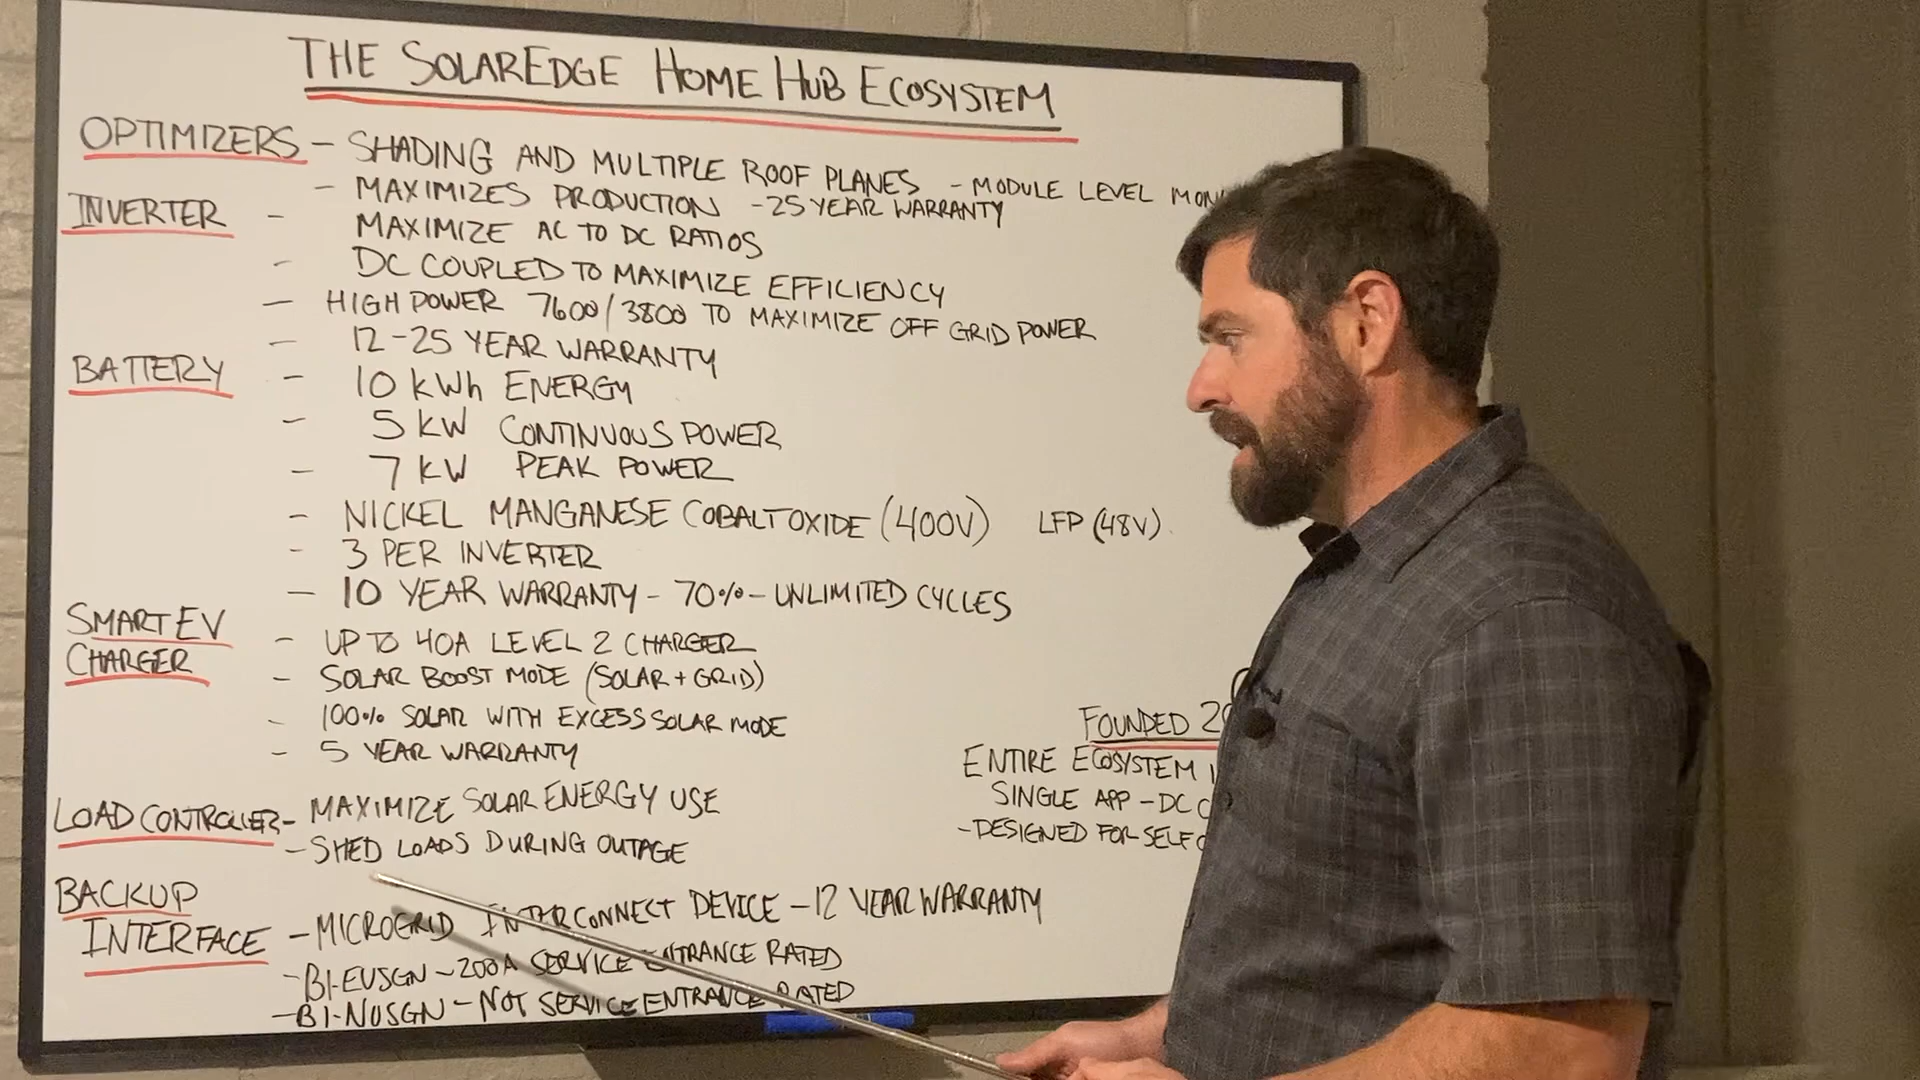 THE SOLAREDGE HOME HUB ECOSYSTEM
OPTIMIZERS - SHADING AND MULTIPLE ROOF PLANES - MODULE LEVEL
- MAXIMIZES PRODUCTION - 25 YEAR WARRANTY
INVERTER - MAXIMIZE AC TO DC RATIOS
- DC COUPLED TO MAXIMIZE EFFICIENCY
- HIGH POWER 7600/3800 TO MAXIMIZE OFF GRID POWER
- 12-25 YEAR WARRANTY
BATTERY - 10 kWh ENERGY
- 5 KW CONTINUOUS POWER
- 7 KW PEAK POWER
- NICKEL MANGANESE COBALT OXIDE (400V) LFP (48V)
- 3 PER INVERTER
- 10 YEAR WARRANTY - 70% - UNLIMITED CYCLES
SMART EV
CHARGER
- UP TO 40A LEVEL 2 CHARGER
- SOLAR BOOST MODE (SOLAR + GRID)
- 100% SOLAR WITH EXCESS SOLAR MODE
- 5 YEAR WARRANTY
LOAD CONTROLLER - MAXIMIZE SOLAR ENERGY USE
- SHED LOADS DURING OUTAGE
BACKUP
INTERFACE - MICROGRID INTERCONNECT DEVICE - 12 YEAR WARRANTY
- BI-EUSGN - 200A SERVICE ENTRANCE RATED
- BI-NUSGN - NOT SERVICE ENTRANCE RATED
FOUNDED
ENTIRE ECOSYSTEM
SINGLE APP - DC
- DESIGNED FOR SELF